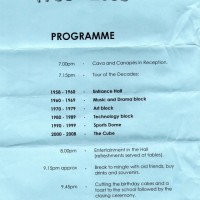 PROGRAMME
7.00pm - Cava and Canapés in Reception.
7.15pm - Tour of the Decades:
1958 - 1960 Entrance Hall
1960 - 1969 Music and Drama block
1970 - 1979 Art block
1980 - 1989 Technology block
1990 - 1999 Sports Dome
2000 - 2008 The Cube
8.00pm - Entertainment in the Hall
(refreshments served at tables)
9.15pm approx - Break to mingle with old friends, buy
drinks and souvenirs.
9.45pm - Cutting the birthday cakes and a
toast to the school followed by the
closing ceremony.